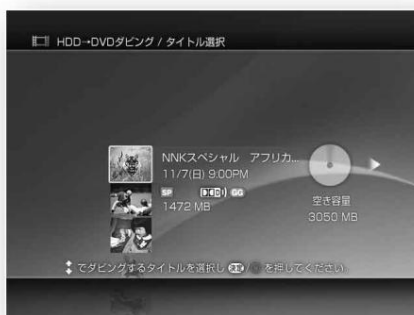 HDD→DVDダビング / タイトル選択
NNKスペシャル アフリカ...
11/7(日) 9:00PM
SP GG
1472 MB
空き容量
3050 MB
でダビングするタイトルを選択し 決定/ を押してください